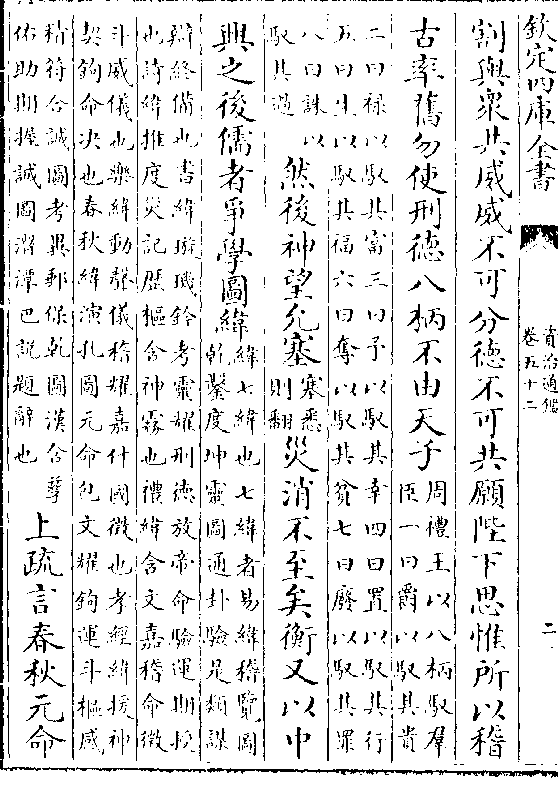 欽定四庫全書
資治通鑑
卷五十二
二
割與衆共威威不可分德不可共願陛下思惟所以稽
古率舊勿使刑德八柄不由天子
周禮王以八柄馭羣
臣一曰爵以馭其貴
二曰祿以馭其富三曰予以馭其幸四曰置以馭其行
五曰生以馭其福六曰奪以馭其貧七曰廢以馭其罪
八曰誅以
馭其過
然後神望允塞
塞悉
則翻
災消不至矣衡又以中
興之後儒者爭學圖緯
緯七緯也七緯者易緯稽覽圖
乾鑿度坤靈圖通卦驗是類謀
辯終備也書緯璇璣鈐考靈耀刑德放帝命驗運期授
也詩緯推度災記歷樞含神霧也禮緯含文嘉稽命徵
斗威儀也樂緯動聲儀稽耀嘉什國徵也孝經緯援神
契鉤命決也春秋緯演孔圖元命包文耀鉤運斗樞感
精符合誠圖考異郵保乾圖漢含孳
佑助期握誠圖潛潭巴說題辭也
上疏言春秋元命